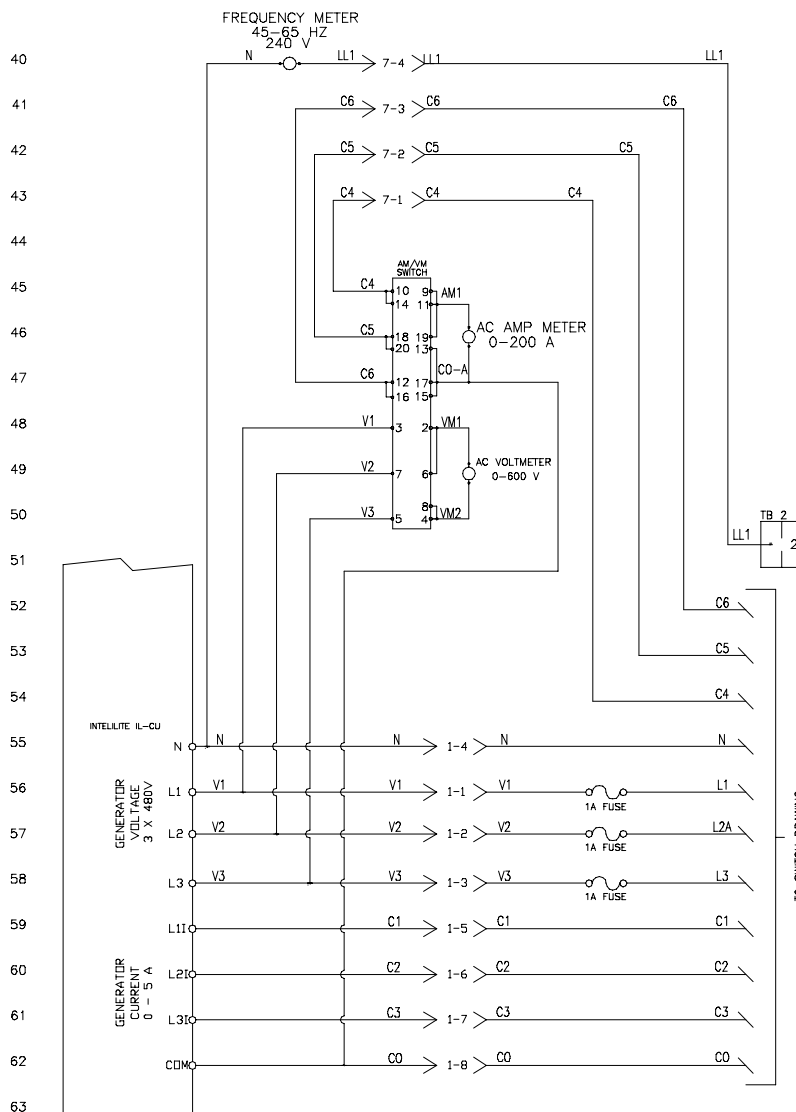 FREQUENCY METER
45-65 HZ
240 V
40 N LL1 7-4 LL1 LL1
41 C6 7-3 C6 C6
42 C5 7-2 C5 C5
43 C4 7-1 C4 C4
44
AM/VM
SWITCH
45 C4 10 9 AM1
14 11
46 C5 18 19 AC AMP METER
20 13 0-200 A
47 C6 12 17 CO-A
16 15
48 V1 3 2 VM1
49 V2 7 6 AC VOLTMETER
0-600 V
8
50 V3 5 4 VM2 TB 2
LL1 2
51
52 C6
53 C5
54 C4
INTELILITE IL-CU
55 N N N 1-4 N N
56 L1 V1 V1 1-1 V1 L1
1A FUSE
GENERATOR
VOLTAGE
3 X 480V
57 L2 V2 V2 1-2 V2 L2A
1A FUSE
58 L3 V3 V3 1-3 V3 L3
1A FUSE
59 L1I C1 1-5 C1 C1
60 L2I C2 1-6 C2 C2
GENERATOR
CURRENT
0 - 5 A
61 L3I C3 1-7 C3 C3
62 COM CO 1-8 CO CO
63